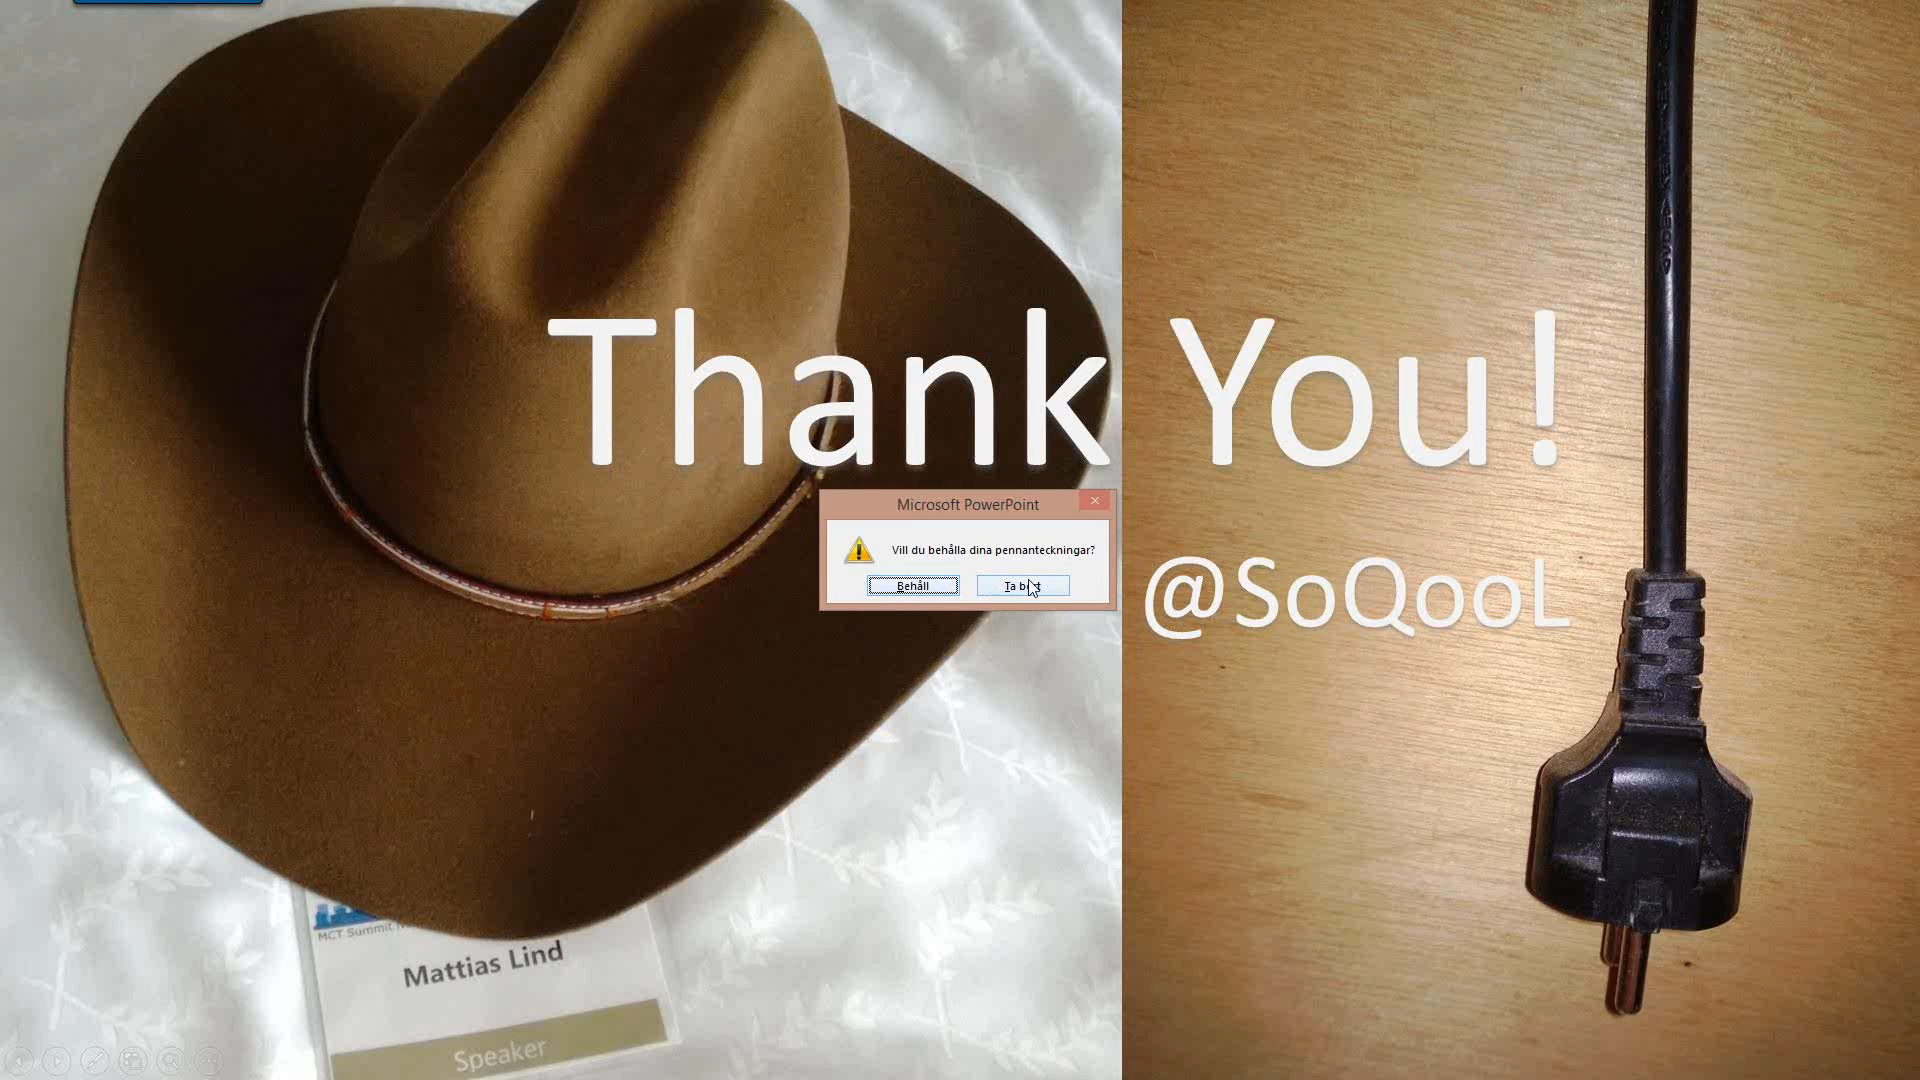 Thank You!
Microsoft PowerPoint
Vill du behålla dina pennanteckningar?
Behåll
@SoQooL
MCT Summit
Mattias Lind
Speaker